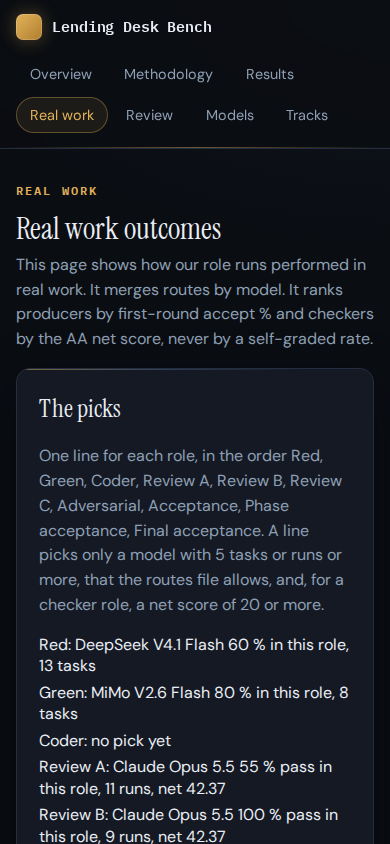 Lending Desk Bench
Overview Methodology Results
Real work Review Models Tracks
REAL WORK
Real work outcomes
This page shows how our role runs performed in
real work. It merges routes by model. It ranks
producers by first-round accept % and checkers
by the AA net score, never by a self-graded rate.
The picks
One line for each role, in the order Red,
Green, Coder, Review A, Review B, Review
C, Adversarial, Acceptance, Phase
acceptance, Final acceptance. A line
picks only a model with 5 tasks or runs or
more, that the routes file allows, and, for a
checker role, a net score of 20 or more.
Red: DeepSeek V4.1 Flash 60 % in this role,
13 tasks
Green: MiMo V2.6 Flash 80 % in this role, 8
tasks
Coder: no pick yet
Review A: Claude Opus 5.5 55 % pass in
this role, 11 runs, net 42.37
Review B: Claude Opus 5.5 100 % pass in
this role, 9 runs, net 42.37